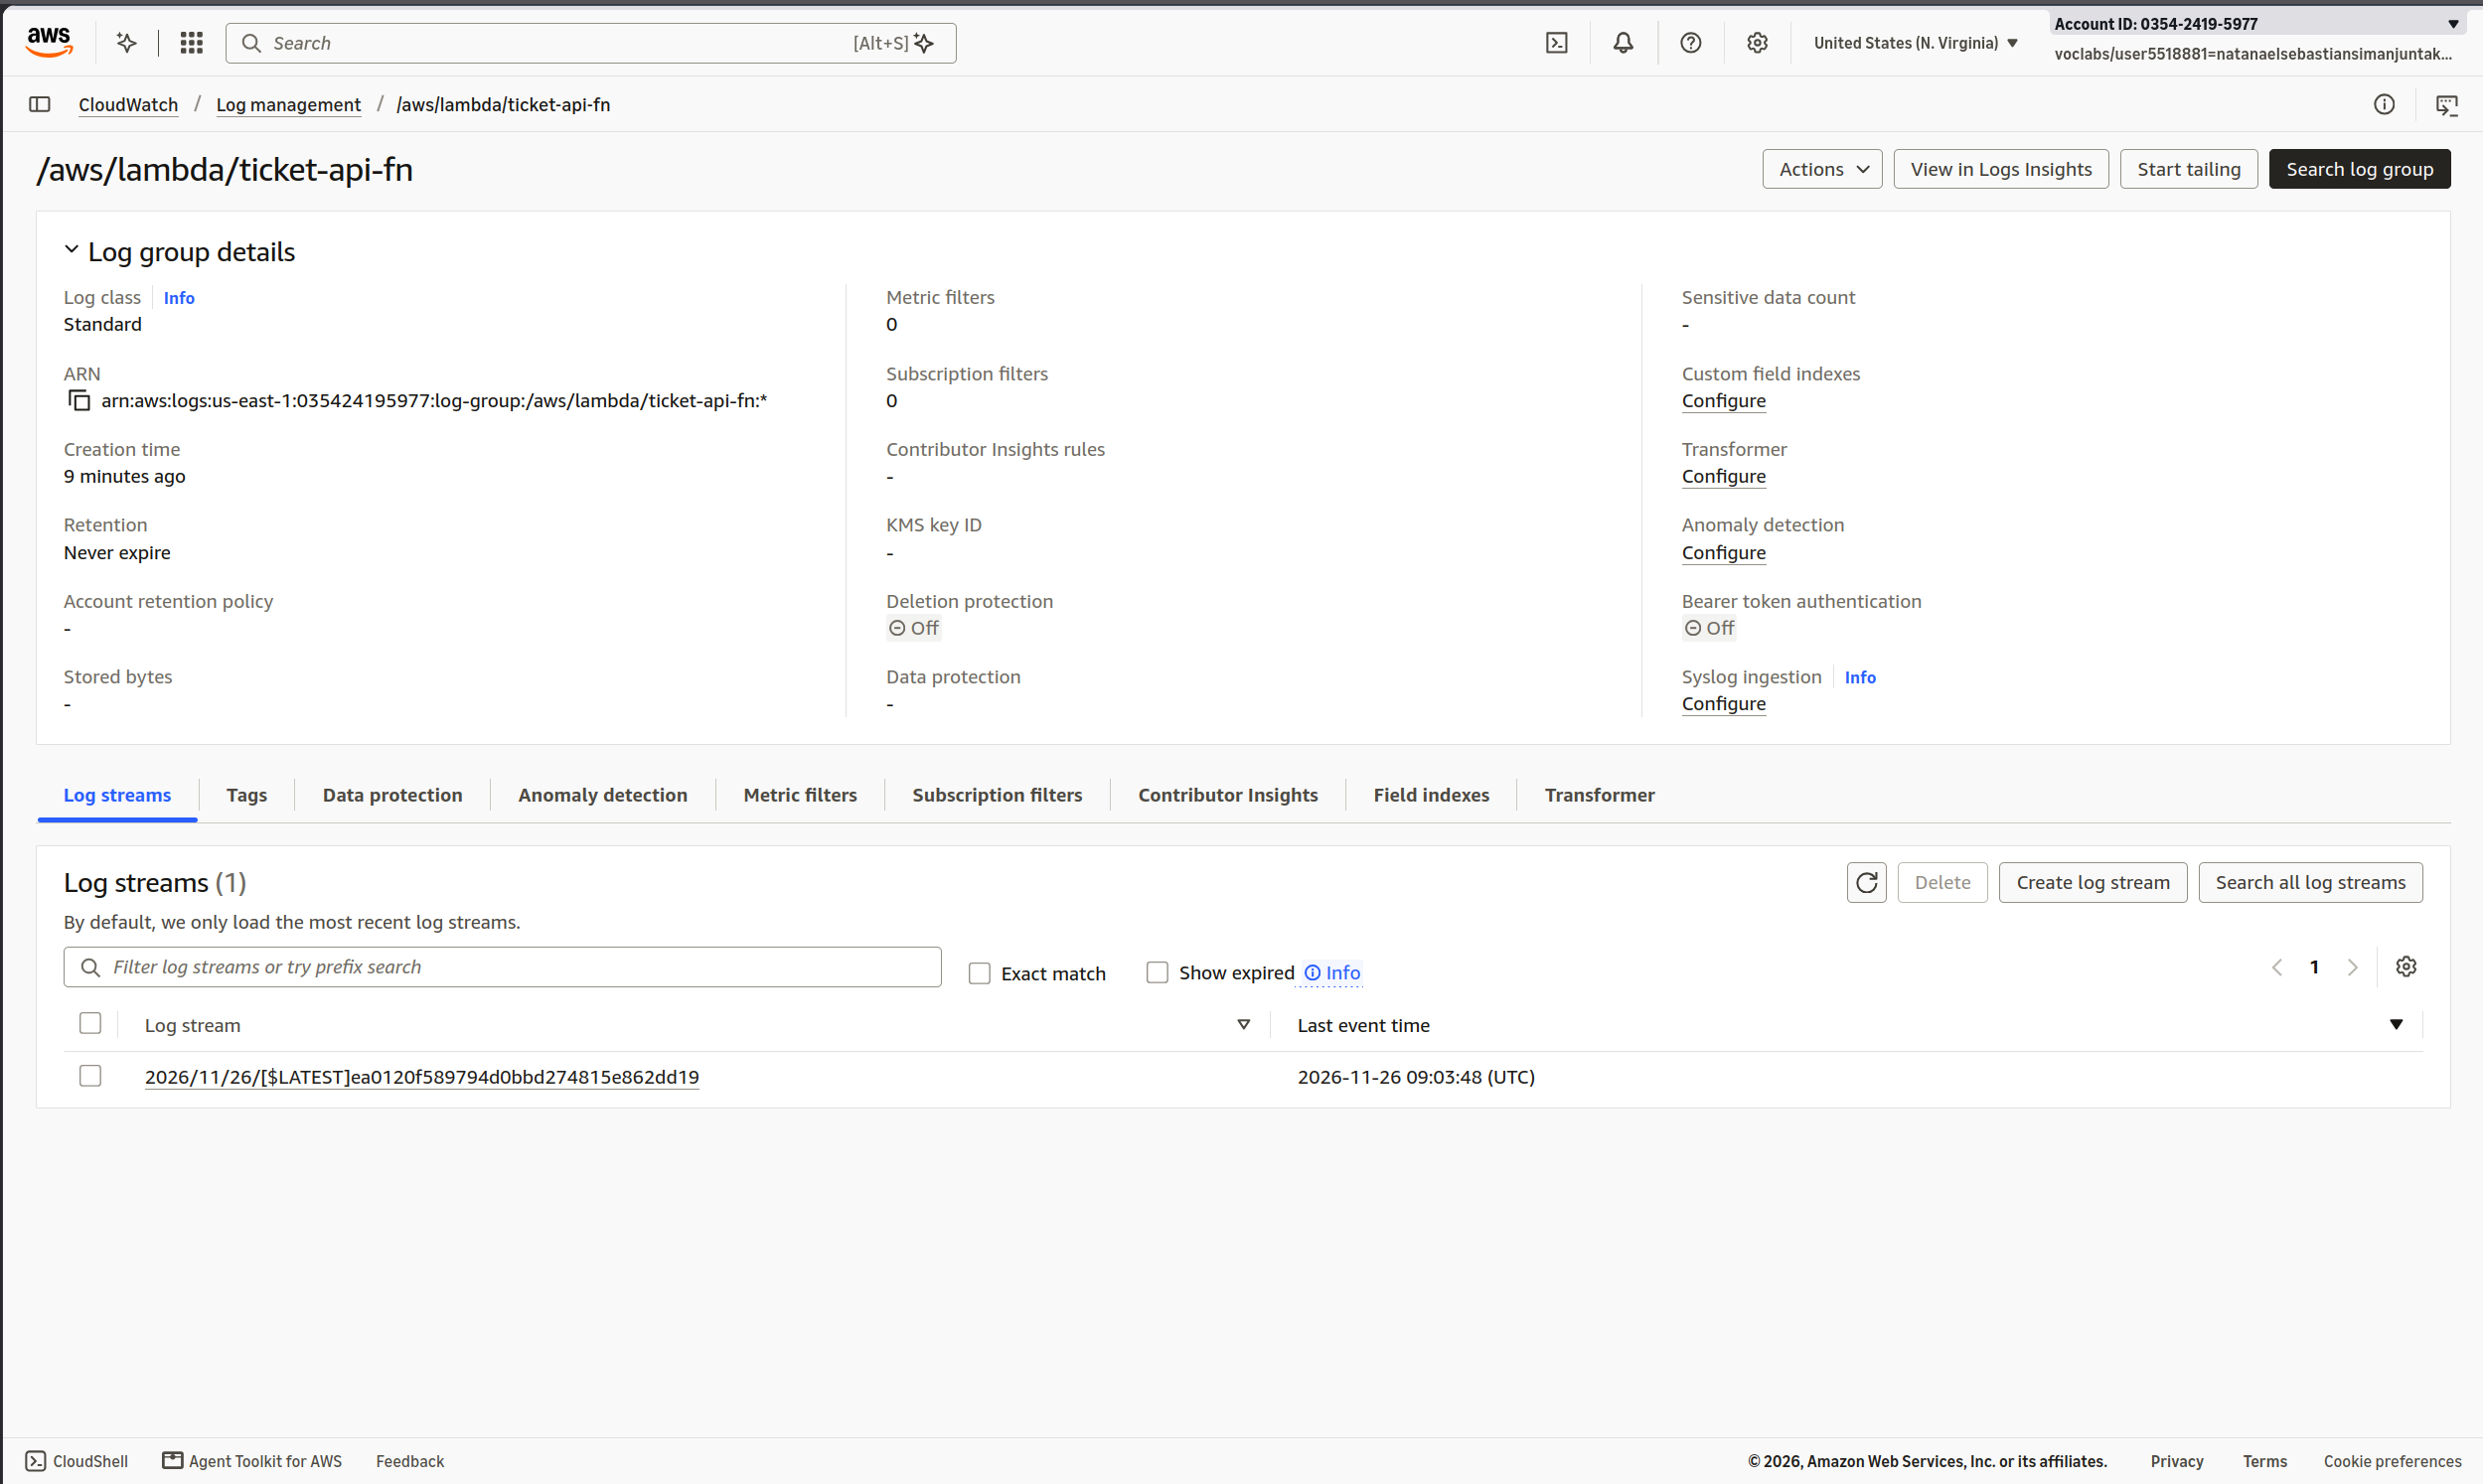 aws
Search [Alt+S]
United States (N. Virginia)
Account ID: 0354-2419-5977
voclabs/user5518881=natanaelsebastiansimanjuntak...
CloudWatch / Log management / /aws/lambda/ticket-api-fn
/aws/lambda/ticket-api-fn
Actions View in Logs Insights Start tailing Search log group
Log group details
Log class Info
Standard
ARN
arn:aws:logs:us-east-1:035424195977:log-group:/aws/lambda/ticket-api-fn:*
Creation time
9 minutes ago
Retention
Never expire
Account retention policy
-
Stored bytes
-
Metric filters
0
Subscription filters
0
Contributor Insights rules
-
KMS key ID
-
Deletion protection
Off
Data protection
-
Sensitive data count
-
Custom field indexes
Configure
Transformer
Configure
Anomaly detection
Configure
Bearer token authentication
Off
Syslog ingestion Info
Configure
Log streams Tags Data protection Anomaly detection Metric filters Subscription filters Contributor Insights Field indexes Transformer
Log streams (1)
Delete Create log stream Search all log streams
By default, we only load the most recent log streams.
Filter log streams or try prefix search Exact match Show expired Info 1
Log stream Last event time
2026/11/26/[$LATEST]ea0120f589794d0bbd274815e862dd19 2026-11-26 09:03:48 (UTC)
CloudShell Agent Toolkit for AWS Feedback © 2026, Amazon Web Services, Inc. or its affiliates. Privacy Terms Cookie preferences